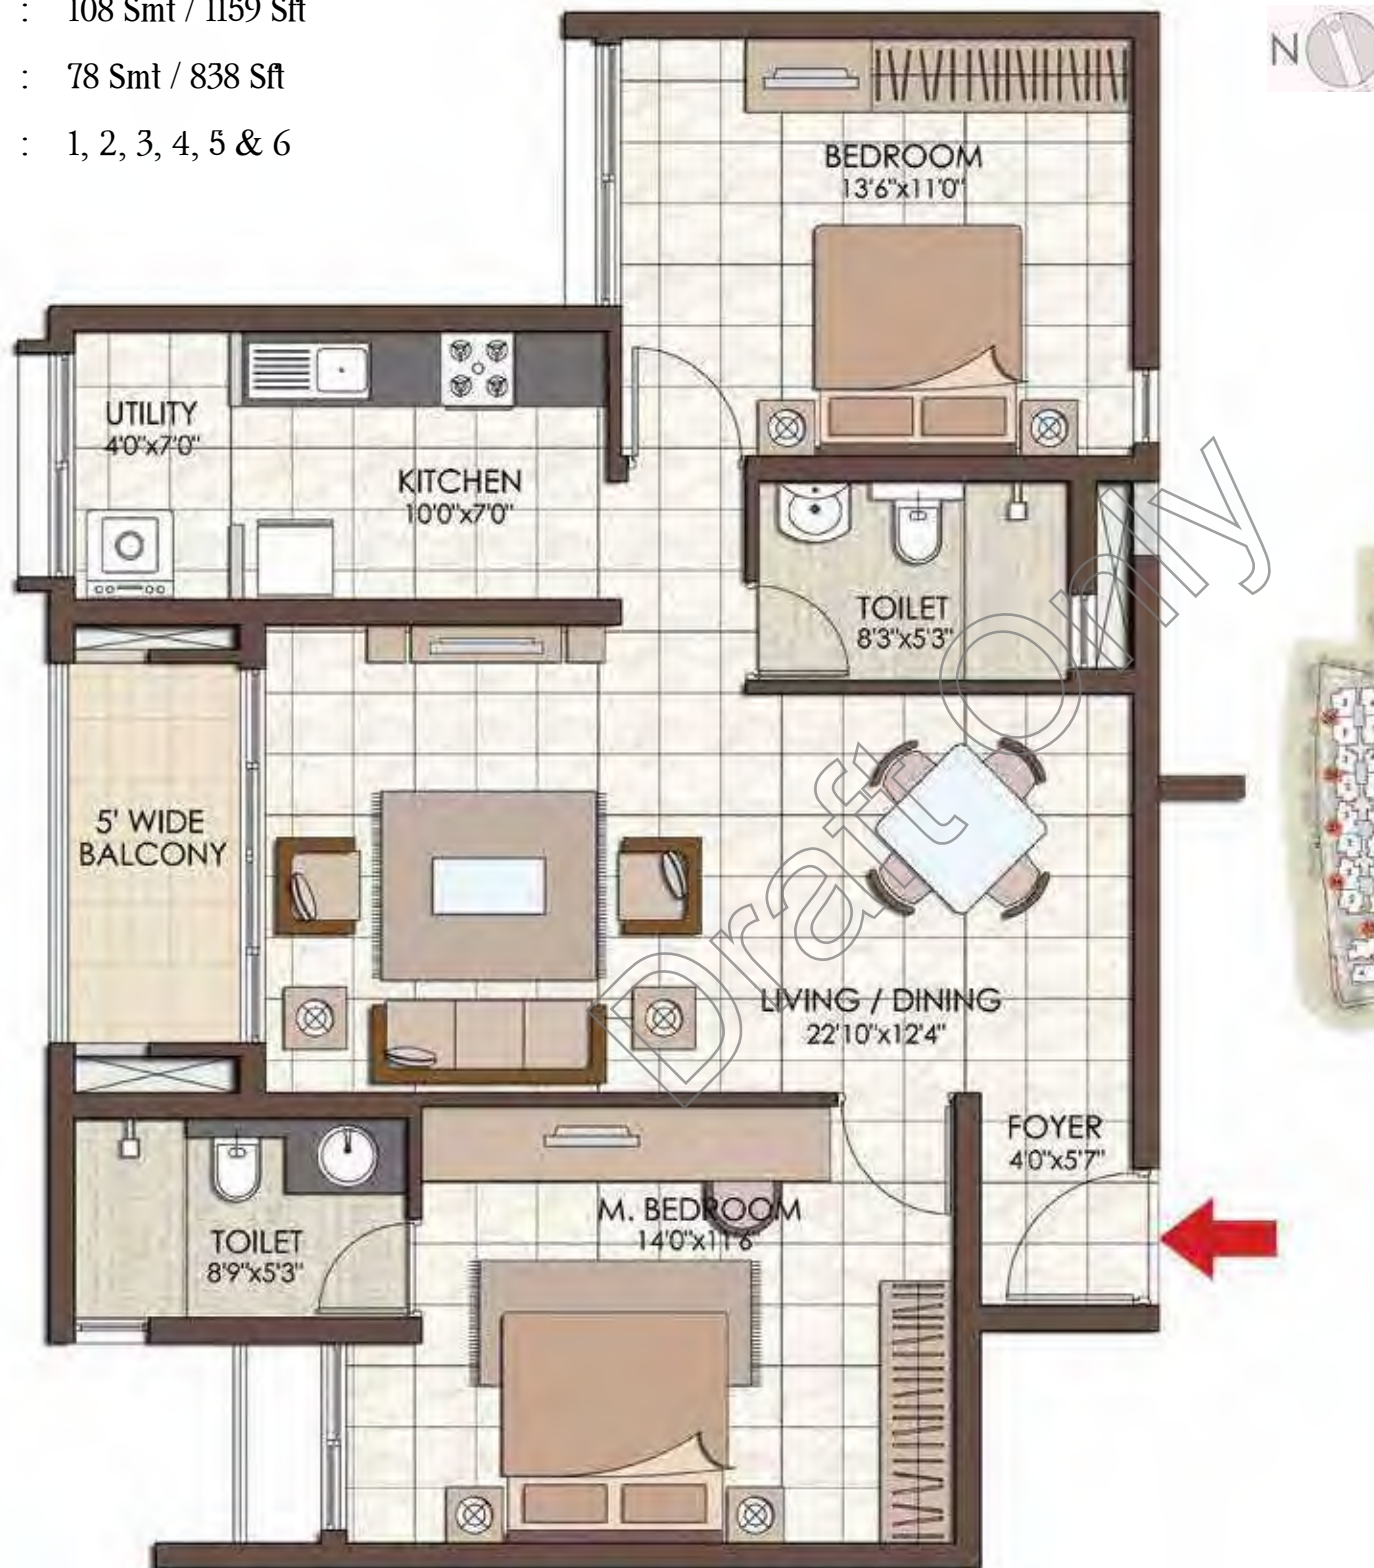 : 108 Smt / 1159 Sft
: 78 Smt / 838 Sft
: 1, 2, 3, 4, 5 & 6
N
BEDROOM
13'6"x11'0"
UTILITY
4'0"x7'0"
KITCHEN
10'0"x7'0"
TOILET
8'3"x5'3"
5' WIDE
BALCONY
LIVING / DINING
22'10"x12'4"
FOYER
4'0"x5'7"
M. BEDROOM
14'0"x11'6"
TOILET
8'9"x5'3"
Draft only